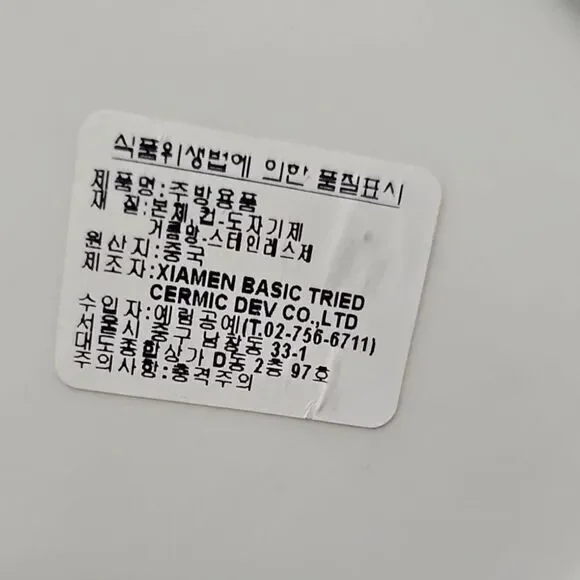 식품위생법에 의한 품질표시
제품명:주방용품
재 질:본체,컵-도자기제
거름망-스테인레스제
원산지:중국
제조자:XIAMEN BASIC TRIED
CERMIC DEV CO.,LTD
수입자:예림공예(T.02-756-6711)
서울시 중구 남창동 33-1
대도종합상가 D동 2층 97호
주의사항:충격주의